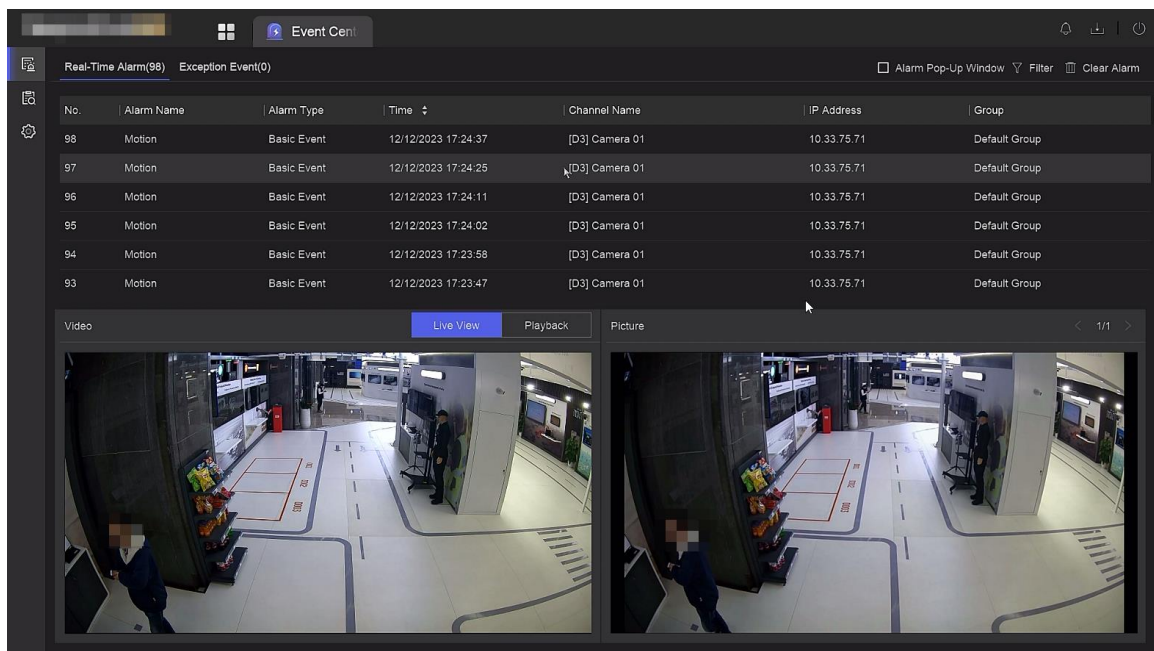 Event Cent
Real-Time Alarm(98) Exception Event(0) Alarm Pop-Up Window Filter Clear Alarm
No. Alarm Name Alarm Type Time Channel Name IP Address Group
98 Motion Basic Event 12/12/2023 17:24:37 [D3] Camera 01 10.33.75.71 Default Group
97 Motion Basic Event 12/12/2023 17:24:25 [D3] Camera 01 10.33.75.71 Default Group
96 Motion Basic Event 12/12/2023 17:24:11 [D3] Camera 01 10.33.75.71 Default Group
95 Motion Basic Event 12/12/2023 17:24:02 [D3] Camera 01 10.33.75.71 Default Group
94 Motion Basic Event 12/12/2023 17:23:58 [D3] Camera 01 10.33.75.71 Default Group
93 Motion Basic Event 12/12/2023 17:23:47 [D3] Camera 01 10.33.75.71 Default Group
Video Live View Playback Picture < 1/1 >